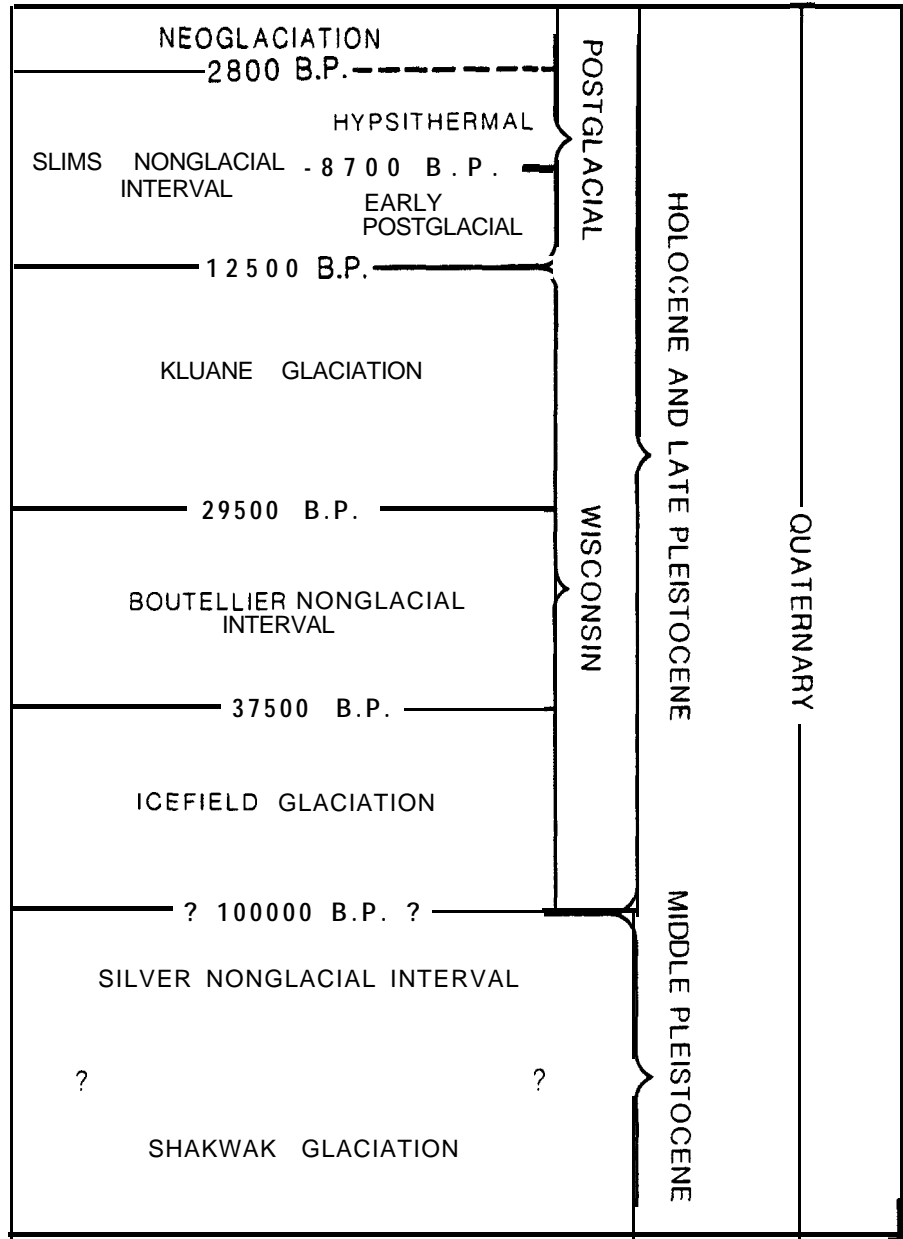 NEOGLACIATION
2800 B.P.
HYPSITHERMAL
SLIMS NONGLACIAL
INTERVAL
-8700 B.P.
EARLY
POSTGLACIAL
12500 B.P.
KLUANE GLACIATION
29500 B.P.
BOUTELLIER NONGLACIAL
INTERVAL
37500 B.P.
ICEFIELD GLACIATION
? 100000 B.P. ?
SILVER NONGLACIAL INTERVAL
? ?
SHAKWAK GLACIATION
POSTGLACIAL
WISCONSIN
HOLOCENE AND LATE PLEISTOCENE
MIDDLE PLEISTOCENE
QUATERNARY